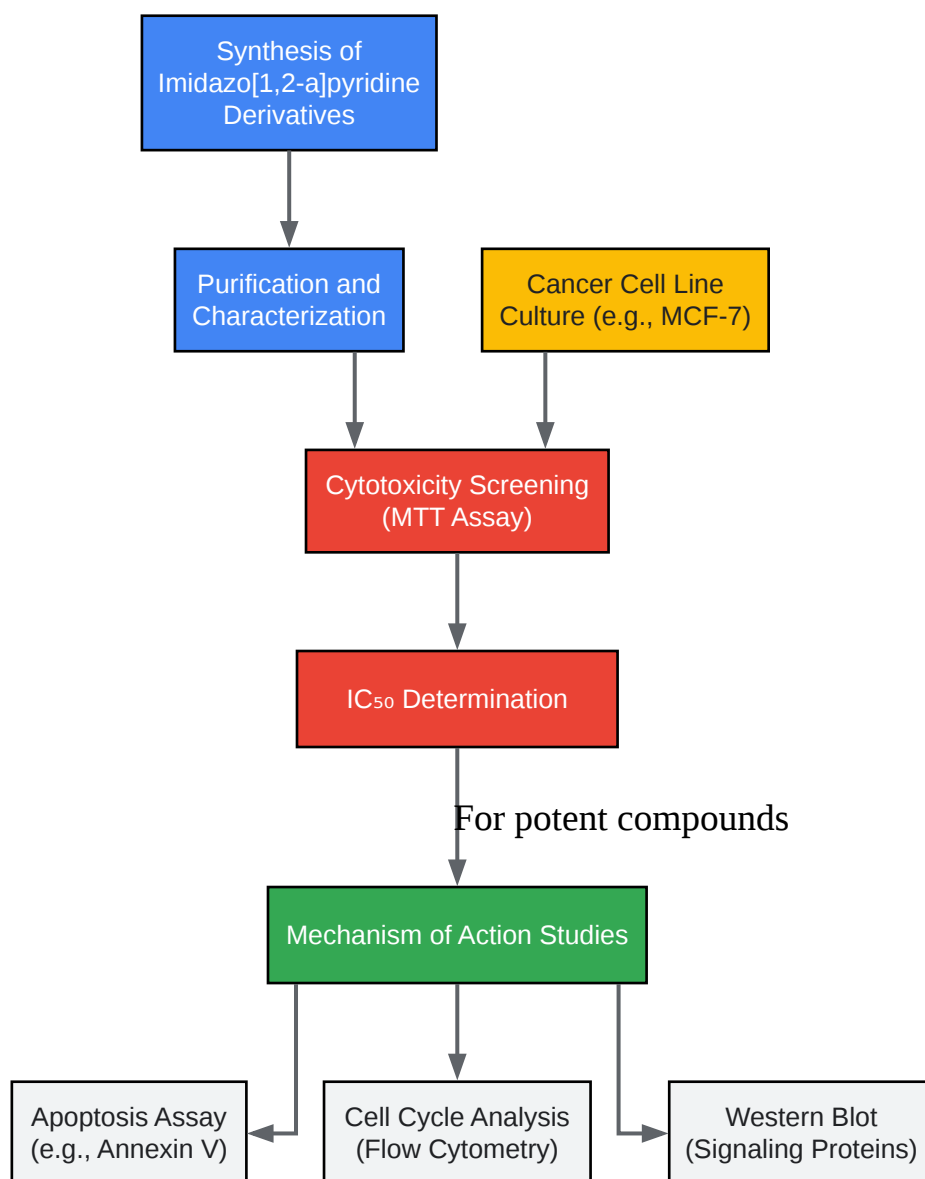 Synthesis of
Imidazo[1,2-a]pyridine
Derivatives
Purification and
Characterization
Cancer Cell Line
Culture (e.g., MCF-7)
Cytotoxicity Screening
(MTT Assay)
IC₅₀ Determination
For potent compounds
Mechanism of Action Studies
Apoptosis Assay
(e.g., Annexin V)
Cell Cycle Analysis
(Flow Cytometry)
Western Blot
(Signaling Proteins)